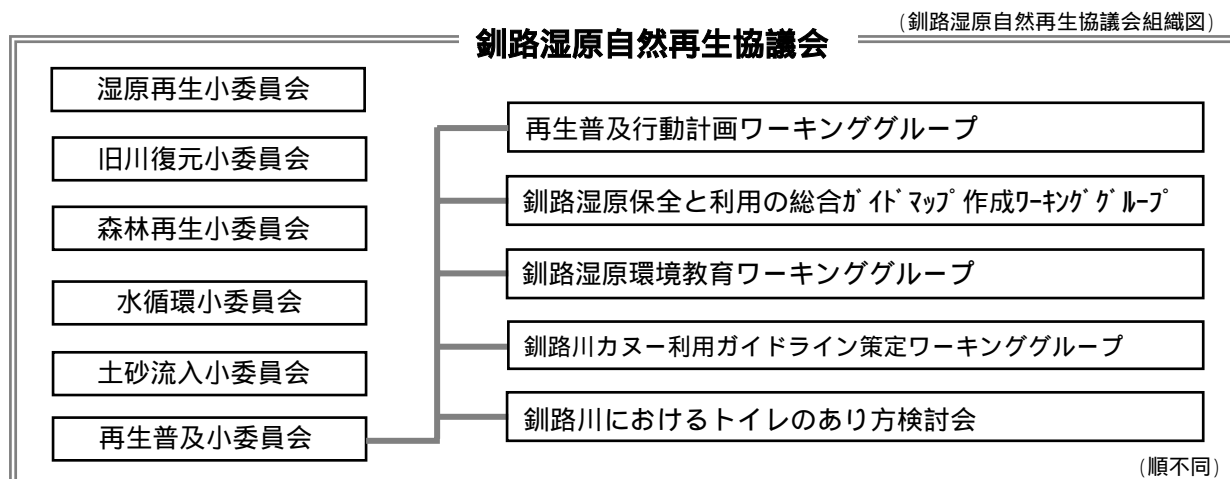 (釧路湿原自然再生協議会組織図)
釧路湿原自然再生協議会
湿原再生小委員会
旧川復元小委員会
森林再生小委員会
水循環小委員会
土砂流入小委員会
再生普及小委員会
再生普及行動計画ワーキンググループ
釧路湿原保全と利用の総合ｶﾞｲﾄﾞﾏｯﾌﾟ作成ﾜｰｷﾝｸﾞｸﾞﾙｰﾌﾟ
釧路湿原環境教育ワーキンググループ
釧路川カヌー利用ガイドライン策定ワーキンググループ
釧路川におけるトイレのあり方検討会
(順不同)